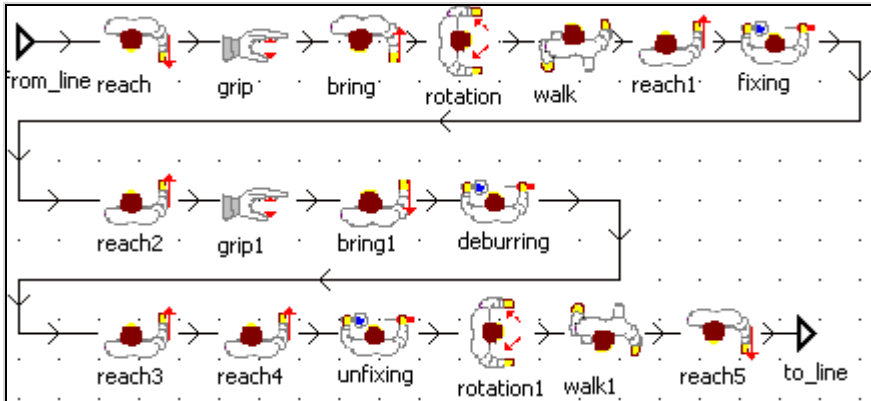 from_line reach grip bring rotation walk reach1 fixing
reach2 grip1 bring1 deburring
reach3 reach4 unfixing rotation1 walk1 reach5 to_line